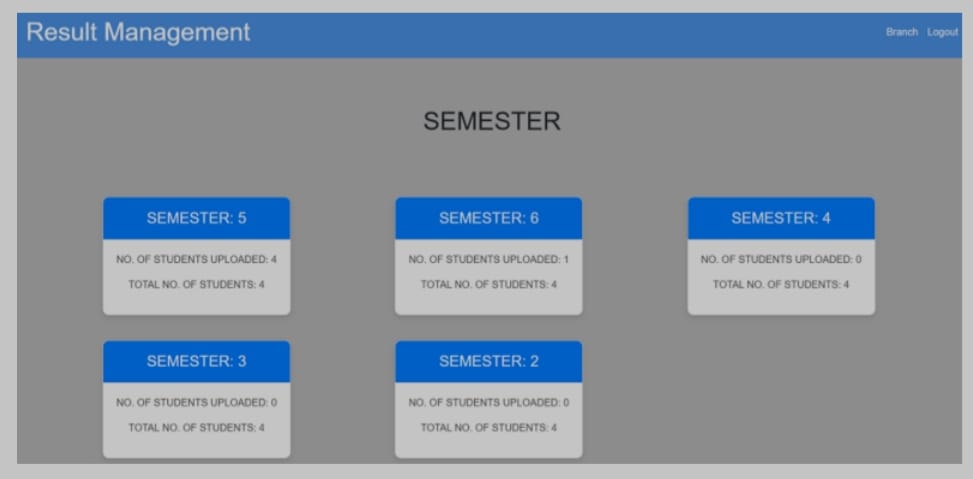 Result Management
Branch Logout
SEMESTER
SEMESTER: 5
NO. OF STUDENTS UPLOADED: 4
TOTAL NO. OF STUDENTS: 4
SEMESTER: 6
NO. OF STUDENTS UPLOADED: 1
TOTAL NO. OF STUDENTS: 4
SEMESTER: 4
NO. OF STUDENTS UPLOADED: 0
TOTAL NO. OF STUDENTS: 4
SEMESTER: 3
NO. OF STUDENTS UPLOADED: 0
TOTAL NO. OF STUDENTS: 4
SEMESTER: 2
NO. OF STUDENTS UPLOADED: 0
TOTAL NO. OF STUDENTS: 4